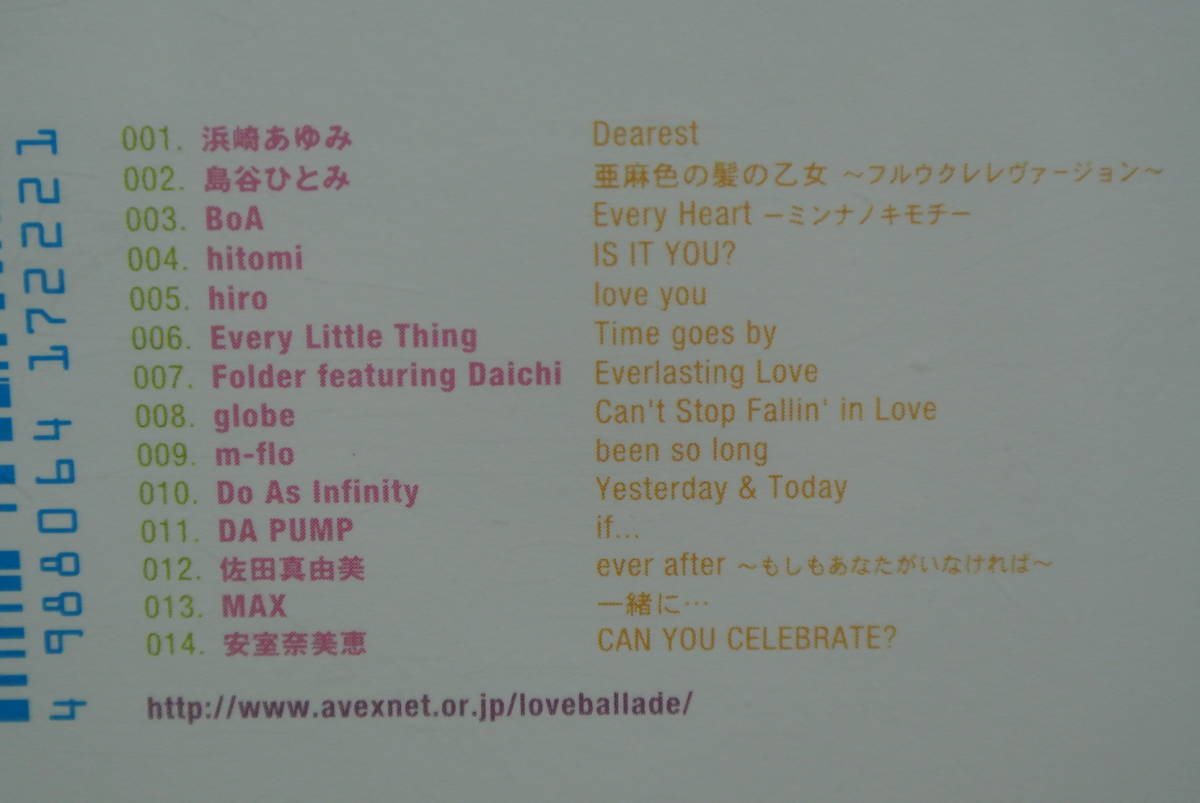 001. 浜崎あゆみ Dearest
002. 島谷ひとみ 亜麻色の髪の乙女 ～フルウクレレヴァージョン～
003. BoA Every Heart －ミンナノキモチ－
004. hitomi IS IT YOU?
005. hiro love you
006. Every Little Thing Time goes by
007. Folder featuring Daichi Everlasting Love
008. globe Can't Stop Fallin' in Love
009. m-flo been so long
010. Do As Infinity Yesterday & Today
011. DA PUMP if...
012. 佐田真由美 ever after ～もしもあなたがいなければ～
013. MAX 一緒に…
014. 安室奈美恵 CAN YOU CELEBRATE?
http://www.avexnet.or.jp/loveballade/
4 988064 172221